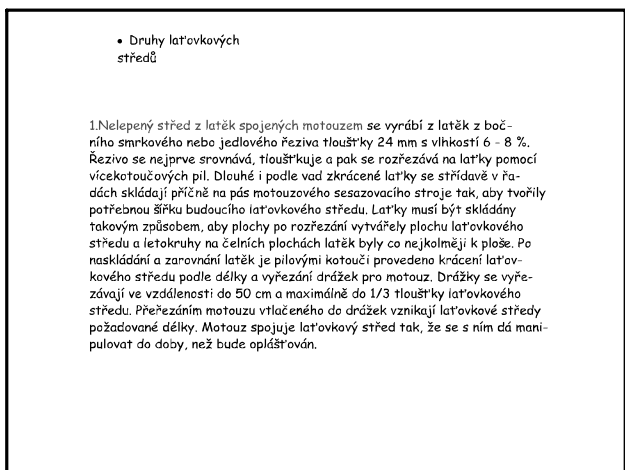 • Druhy laťovkových
středů
1.Nelepený střed z latěk spojených motouzem se vyrábí z latěk z boč-
ního smrkového nebo jedlového řeziva tloušťky 24 mm s vlhkostí 6 - 8 %.
Řezivo se nejprve srovnává, tloušťkuje a pak se rozřezává na laťky pomocí
vícekotoučových pil. Dlouhé i podle vad zkrácené laťky se střídavě v řa-
dách skládají příčně na pás motouzového sesazovacího stroje tak, aby tvořily
potřebnou šířku budoucího laťovkového středu. Laťky musí být skládány
takovým způsobem, aby plochy po rozřezání vytvářely plochu laťovkového
středu a letokruhy na čelních plochách latěk byly co nejkolměji k ploše. Po
naskládání a zarovnání latěk je pilovými kotouči provedeno krácení laťov-
kového středu podle délky a vyřezání drážek pro motouz. Drážky se vyře-
závají ve vzdálenosti do 50 cm a maximálně do 1/3 tloušťky laťovkového
středu. Přeřezáním motouzu vtlačeného do drážek vznikají laťovkové středy
požadované délky. Motouz spojuje laťovkový střed tak, že se s ním dá mani-
pulovat do doby, než bude oplášťován.